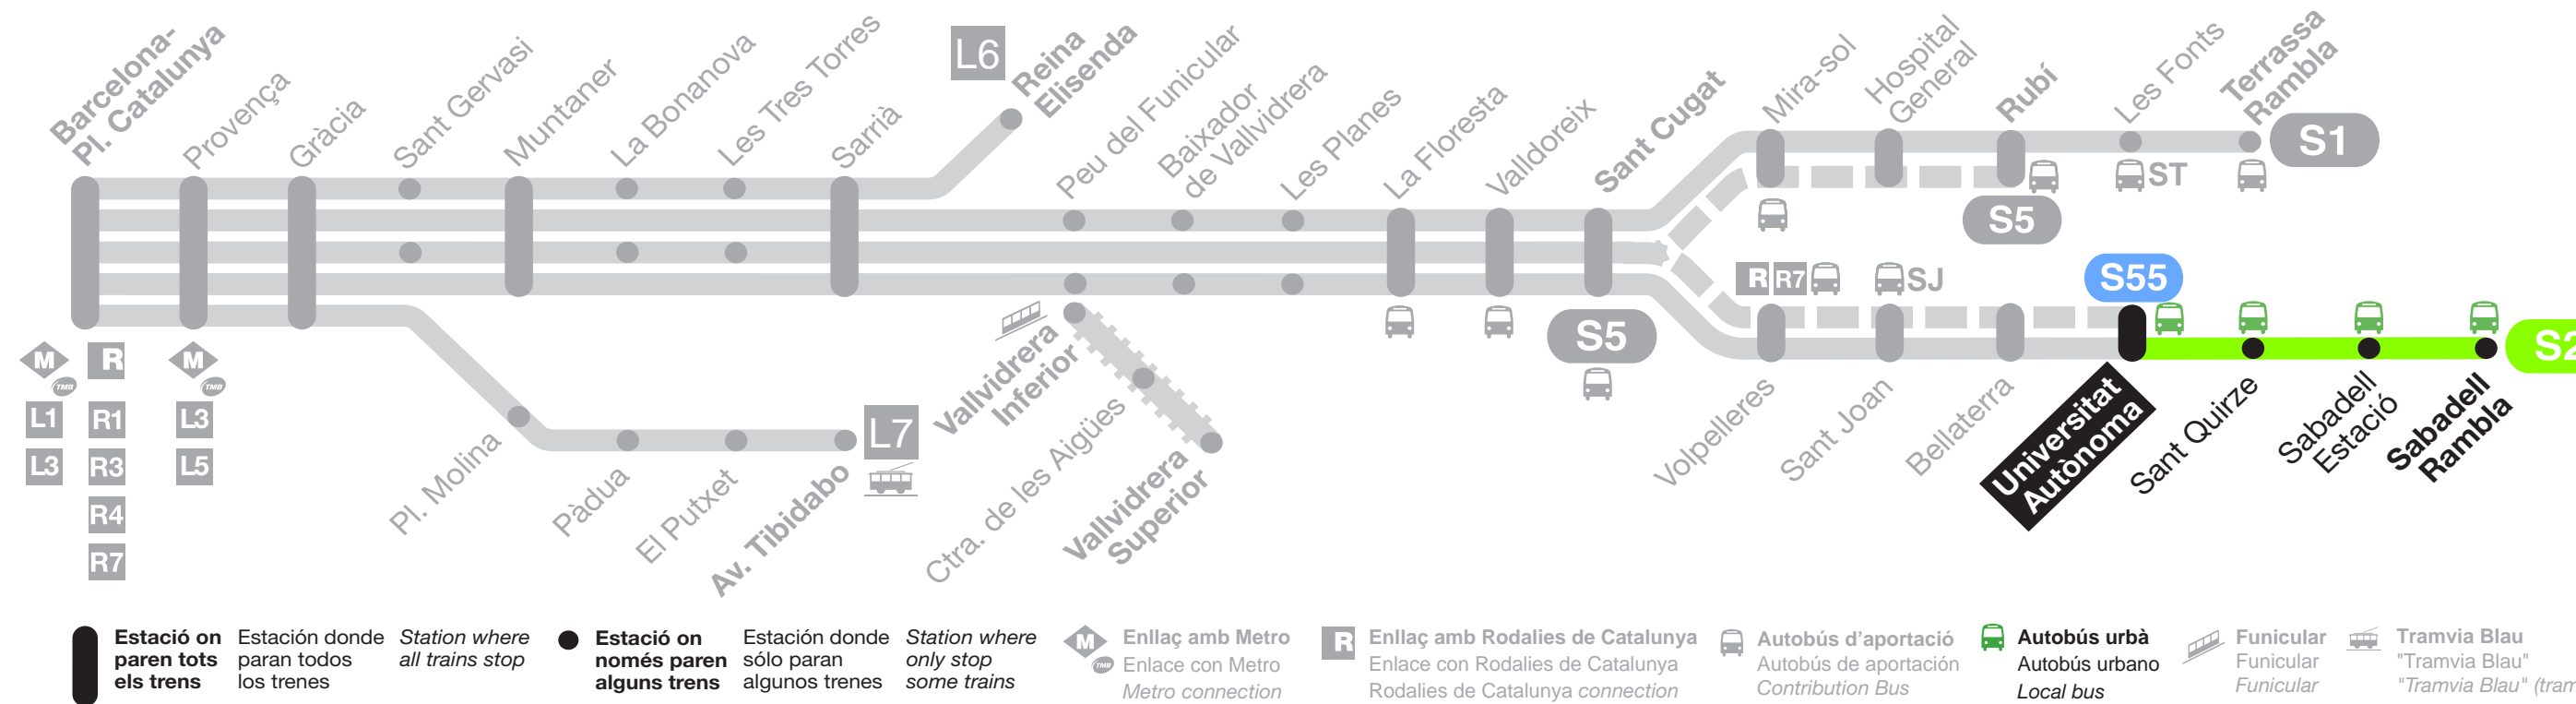 Barcelona-
Pl. Catalunya
Provença
Gràcia
Sant Gervasi
Muntaner
La Bonanova
Les Tres Torres
Sarrià
L6
Reina
Elisenda
Peu del Funicular
Baixador
de Vallvidrera
Les Planes
La Floresta
Valldoreix
Sant Cugat
Mira-sol
Hospital
General
Rubí
Les Fonts
Terrassa
Rambla
S1
ST
S5
R R7
SJ
S55
S5
S2
M
TMB
L1
L3
R
R1
R3
R4
R7
M
TMB
L3
L5
Pl. Molina
Pàdua
El Putxet
Av. Tibidabo
L7
Vallvidrera
Inferior
Ctra. de les Aigües
Vallvidrera
Superior
Volpelleres
Sant Joan
Bellaterra
Universitat
Autònoma
Sant Quirze
Sabadell
Estació
Sabadell
Rambla
Estació on
paren tots
els trens
Estación donde
paran todos
los trenes
Station where
all trains stop
Estació on
només paren
alguns trens
Estación donde
sólo paran
algunos trenes
Station where
only stop
some trains
M
TMB
Enllaç amb Metro
Enlace con Metro
Metro connection
R
Enllaç amb Rodalies de Catalunya
Enlace con Rodalies de Catalunya
Rodalies de Catalunya connection
Autobús d'aportació
Autobús de aportación
Contribution Bus
Autobús urbà
Autobús urbano
Local bus
Funicular
Funicular
Funicular
Tramvia Blau
"Tramvia Blau"
"Tramvia Blau" (tram